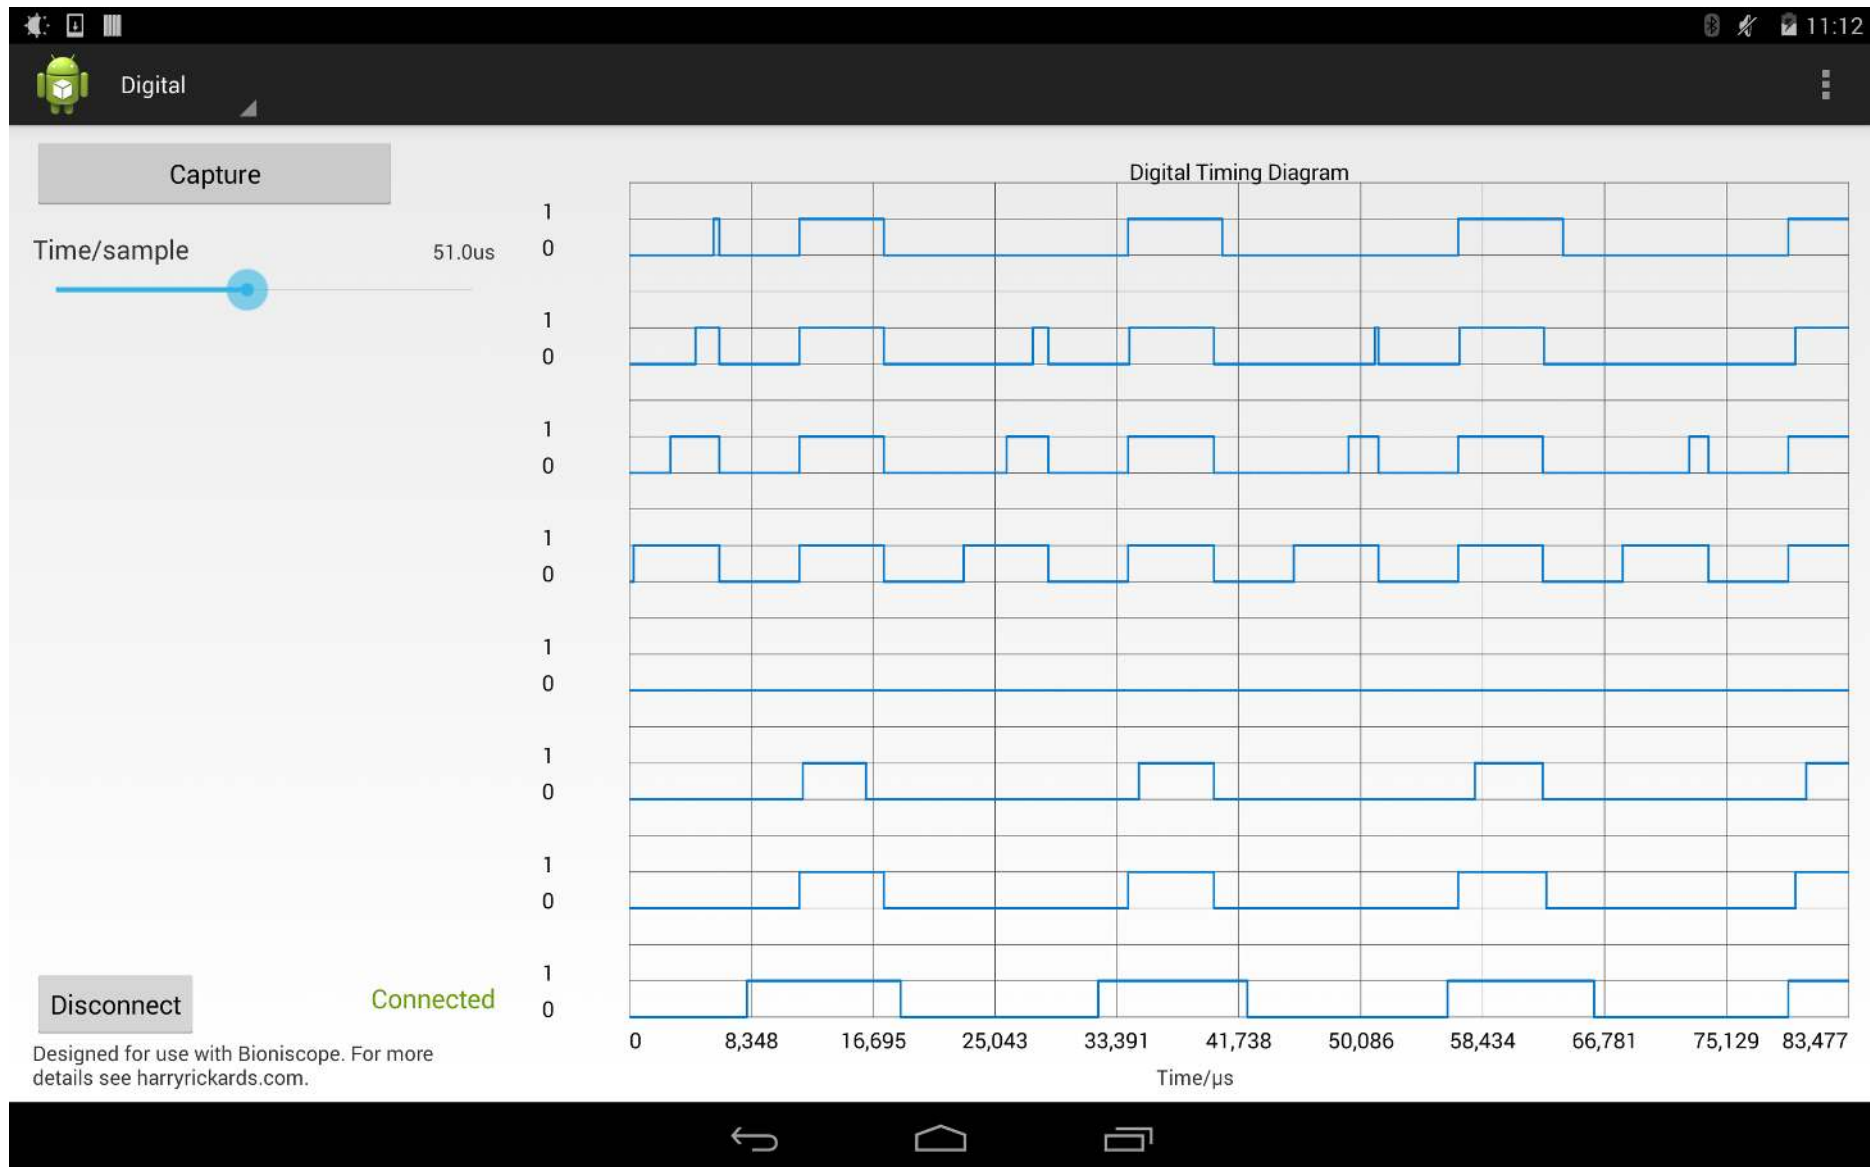 11:12
Digital
Capture
Time/sample 51.0us
Digital Timing Diagram
1
0
1
0
1
0
1
0
1
0
1
0
1
0
1
0
0 8,348 16,695 25,043 33,391 41,738 50,086 58,434 66,781 75,129 83,477
Time/µs
Disconnect Connected
Designed for use with Bioniscope. For more
details see harryrickards.com.